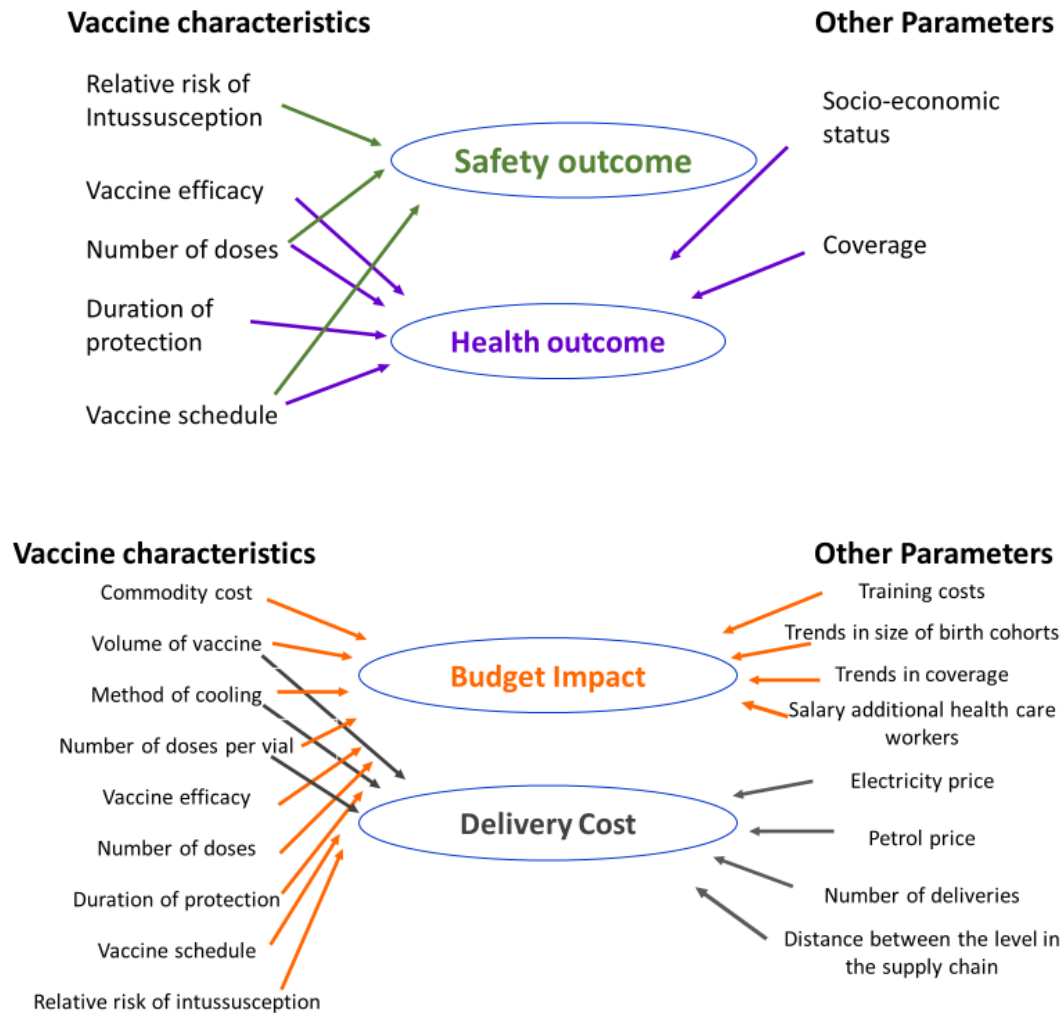 Vaccine characteristics
Other Parameters
Relative risk of
Intussusception
Vaccine efficacy
Number of doses
Duration of
protection
Vaccine schedule
Safety outcome
Health outcome
Socio-economic
status
Coverage
Vaccine characteristics
Other Parameters
Commodity cost
Volume of vaccine
Method of cooling
Number of doses per vial
Vaccine efficacy
Number of doses
Duration of protection
Vaccine schedule
Relative risk of intussusception
Budget Impact
Delivery Cost
Training costs
Trends in size of birth cohorts
Trends in coverage
Salary additional health care
workers
Electricity price
Petrol price
Number of deliveries
Distance between the level in
the supply chain